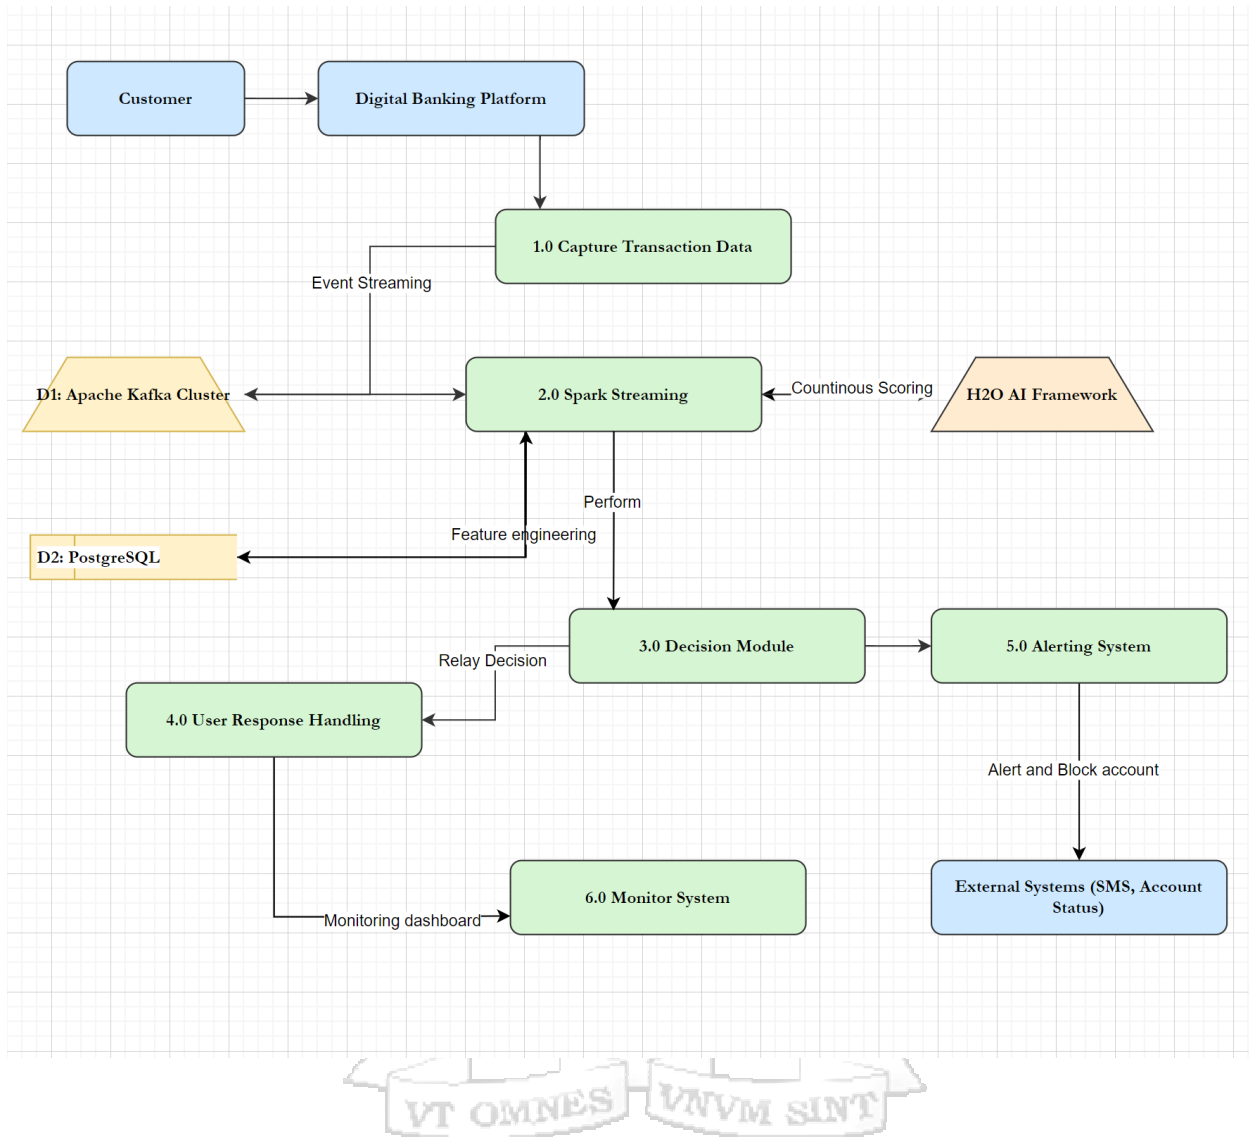 Customer
Digital Banking Platform
1.0 Capture Transaction Data
Event Streaming
D1: Apache Kafka Cluster
2.0 Spark Streaming
Countinous Scoring
H2O AI Framework
Perform
Feature engineering
D2: PostgreSQL
3.0 Decision Module
5.0 Alerting System
Relay Decision
4.0 User Response Handling
Alert and Block account
6.0 Monitor System
Monitoring dashboard
External Systems (SMS, Account
Status)
VT OMNES VNVM SINT